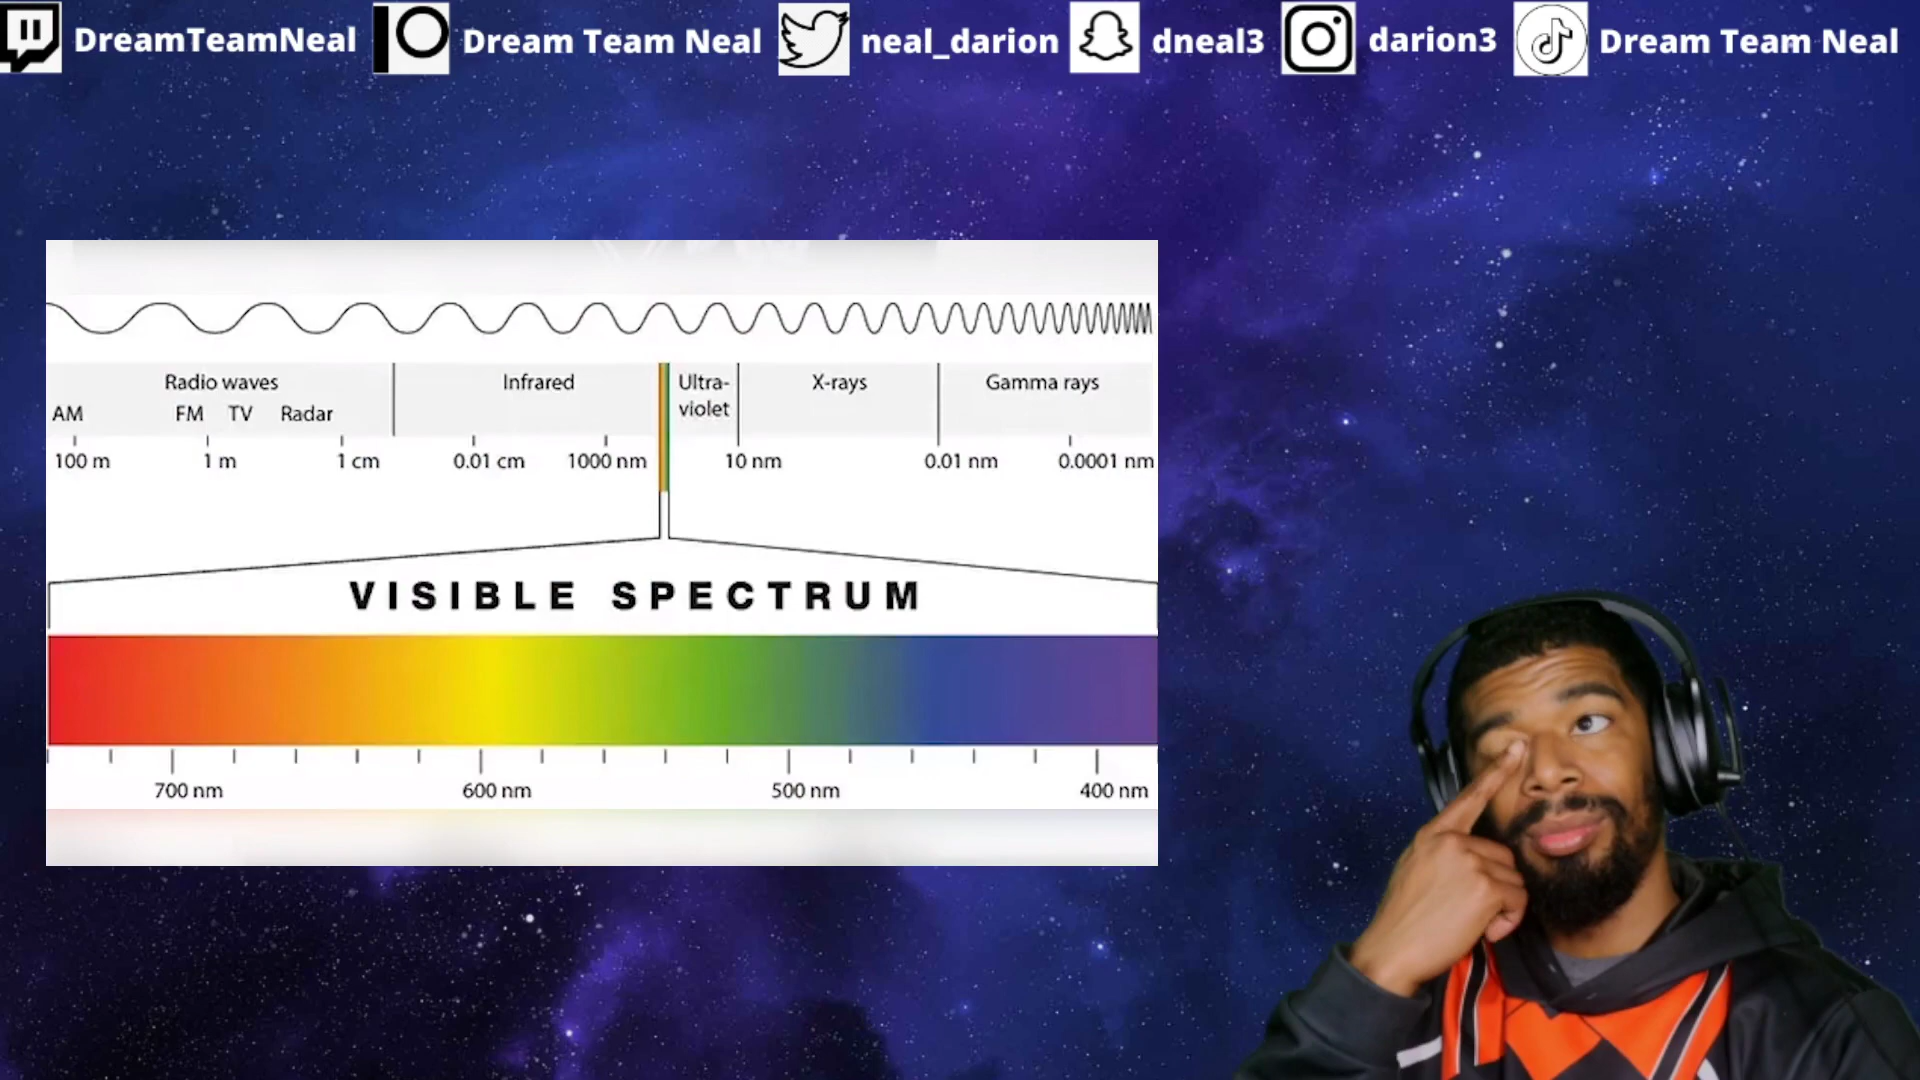 DreamTeamNeal Dream Team Neal neal_darion dneal3 darion3 Dream Team Neal
Radio waves Infrared Ultra- X-rays Gamma rays
AM FM TV Radar violet
100 m 1 m 1 cm 0.01 cm 1000 nm 10 nm 0.01 nm 0.0001 nm
VISIBLE SPECTRUM
700 nm 600 nm 500 nm 400 nm